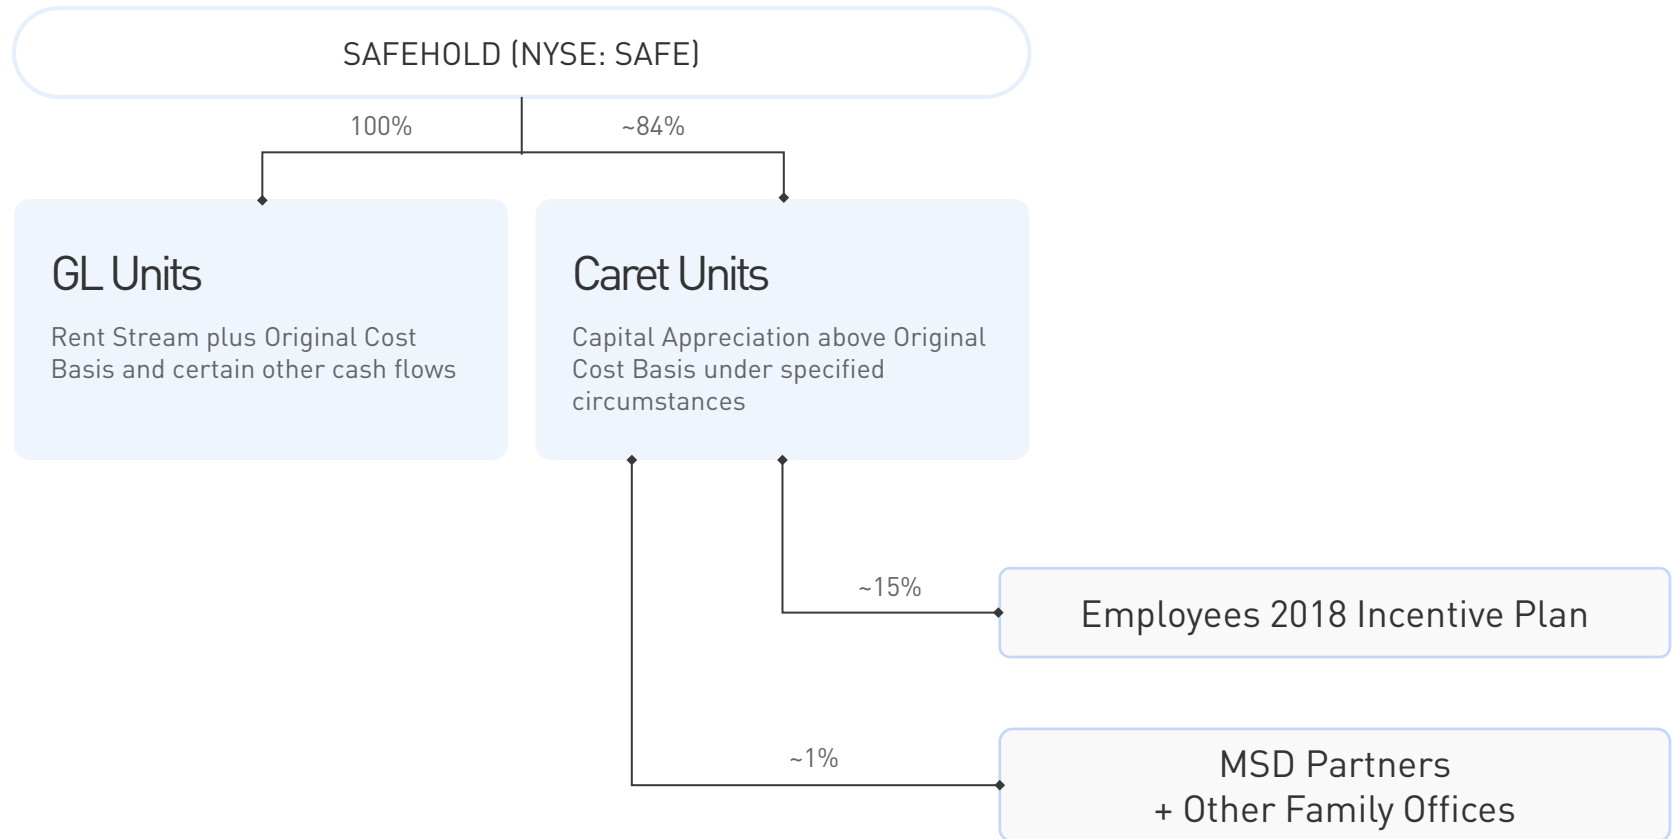 SAFEHOLD (NYSE: SAFE)
100%
~84%
GL Units
Rent Stream plus Original Cost
Basis and certain other cash flows
Caret Units
Capital Appreciation above Original
Cost Basis under specified
circumstances
~15%
Employees 2018 Incentive Plan
~1%
MSD Partners
+ Other Family Offices